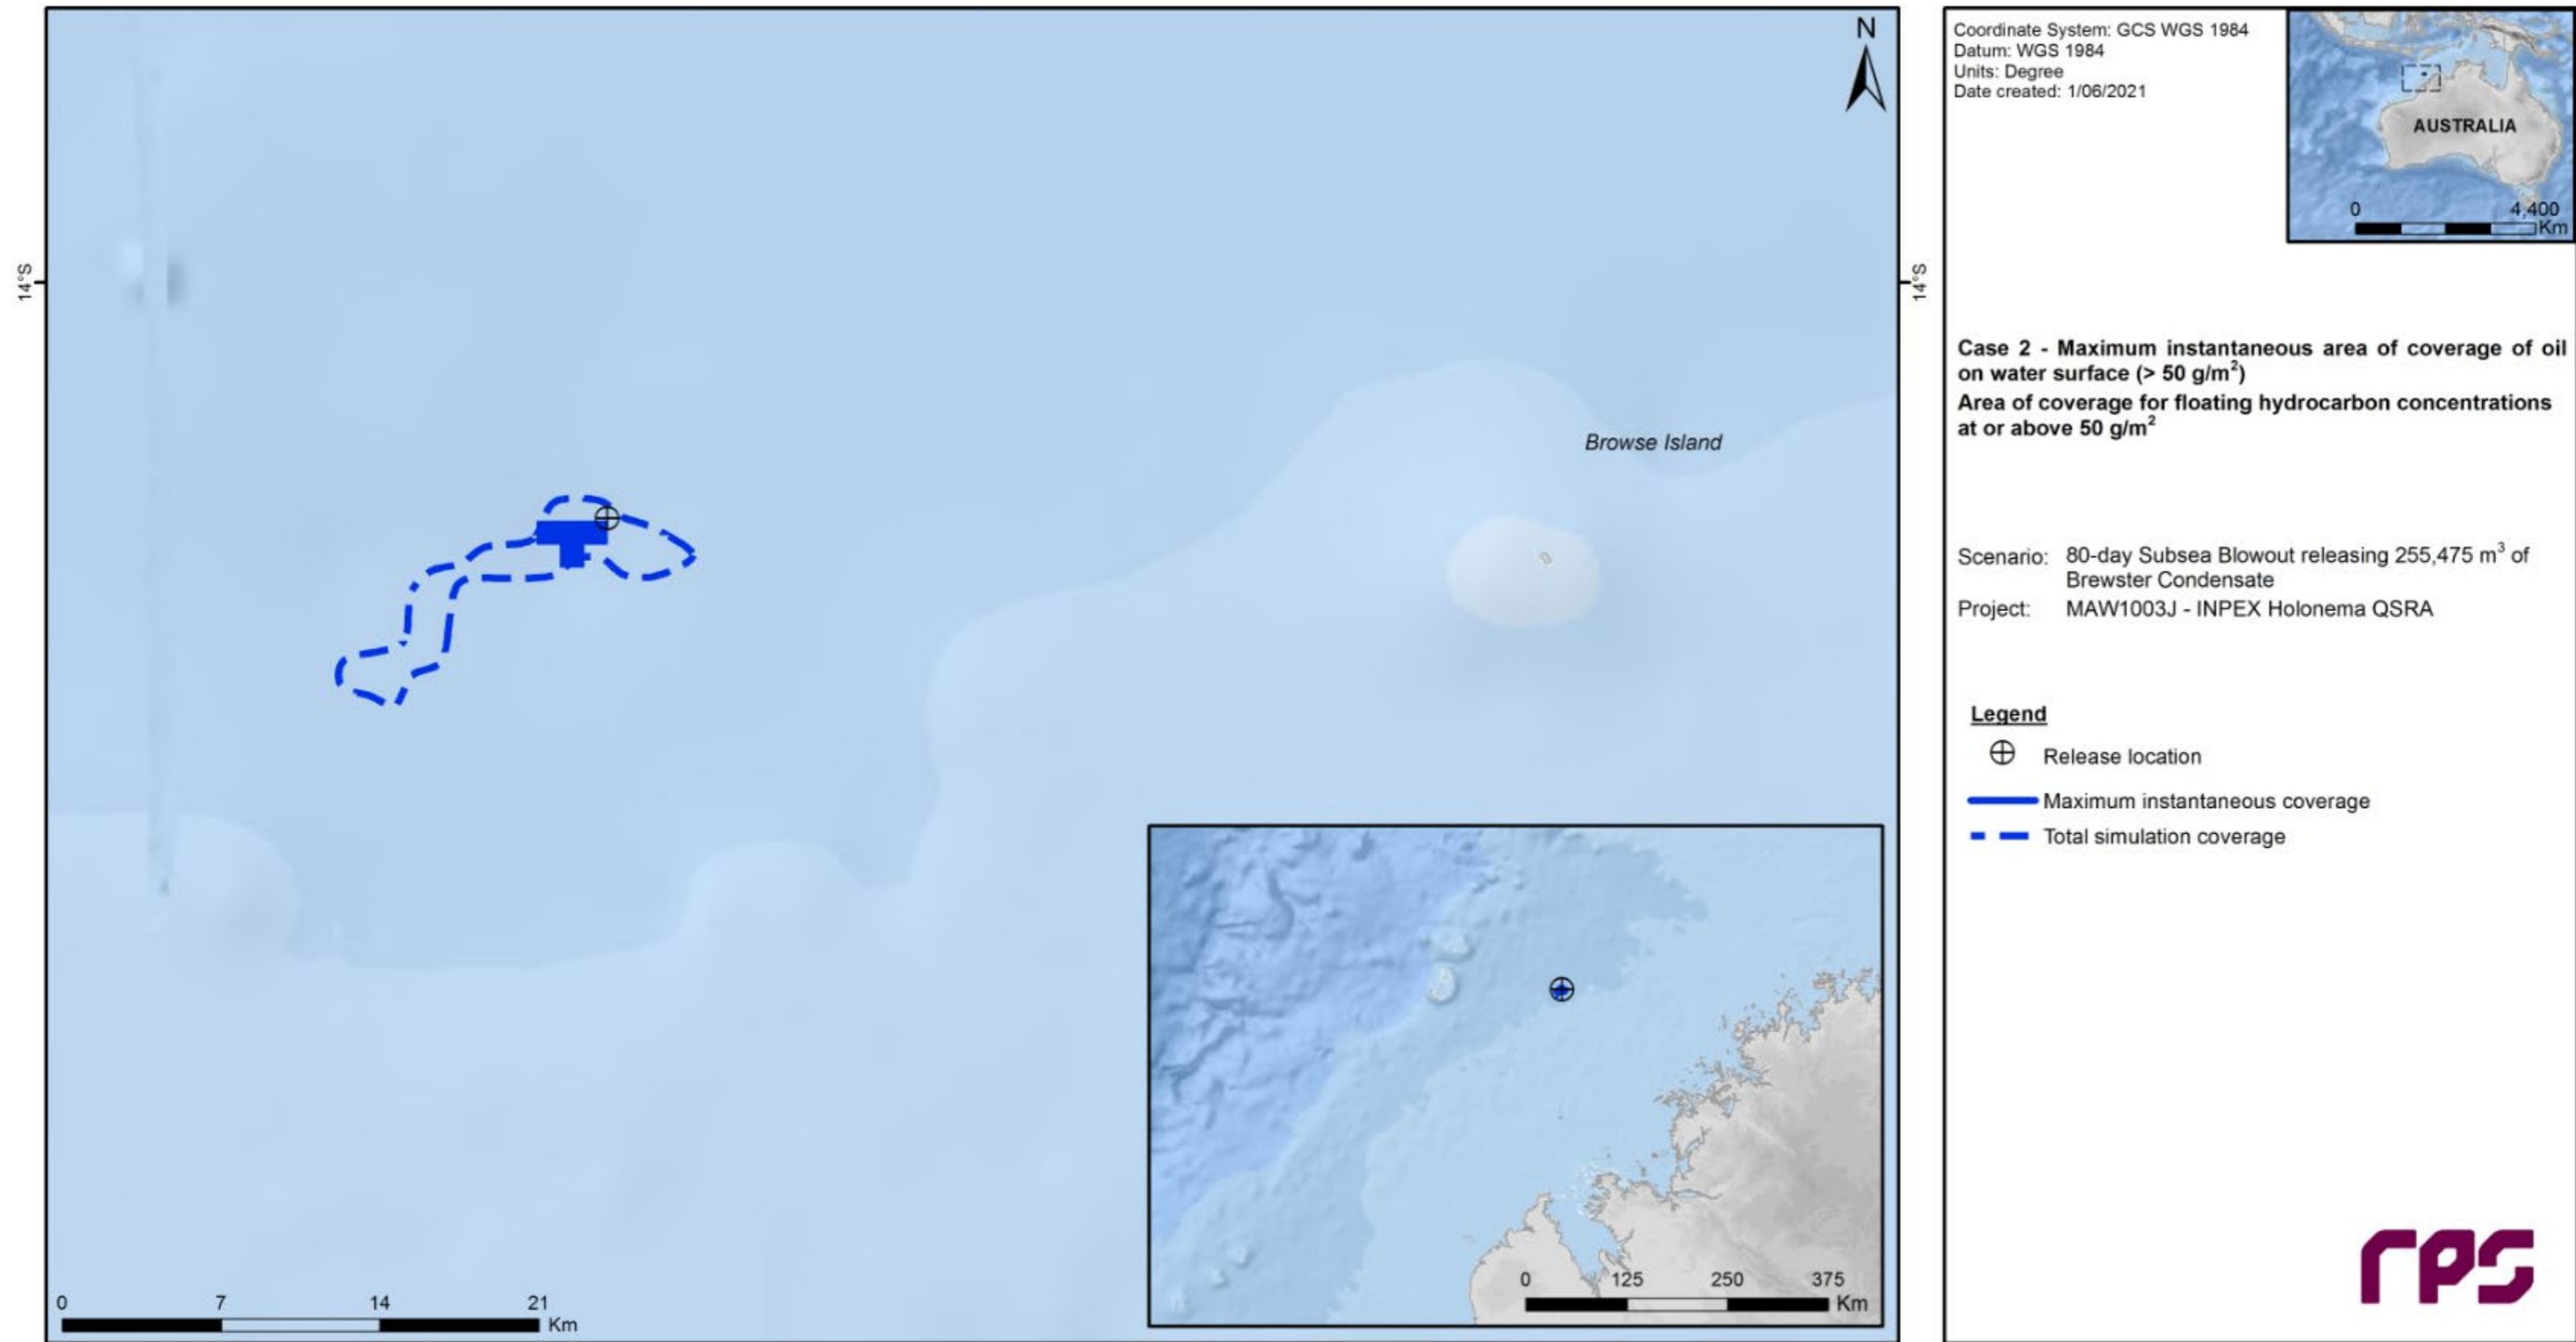 N
14°S
14°S
Browse Island
0 7 14 21
Km
0 125 250 375
Km
Coordinate System: GCS WGS 1984
Datum: WGS 1984
Units: Degree
Date created: 1/06/2021
AUSTRALIA
0 4,400
Km
Case 2 - Maximum instantaneous area of coverage of oil
on water surface (> 50 g/m²)
Area of coverage for floating hydrocarbon concentrations
at or above 50 g/m²
Scenario: 80-day Subsea Blowout releasing 255,475 m³ of
Brewster Condensate
Project: MAW1003J - INPEX Holonema QSRA
Legend
Release location
Maximum instantaneous coverage
Total simulation coverage
rps